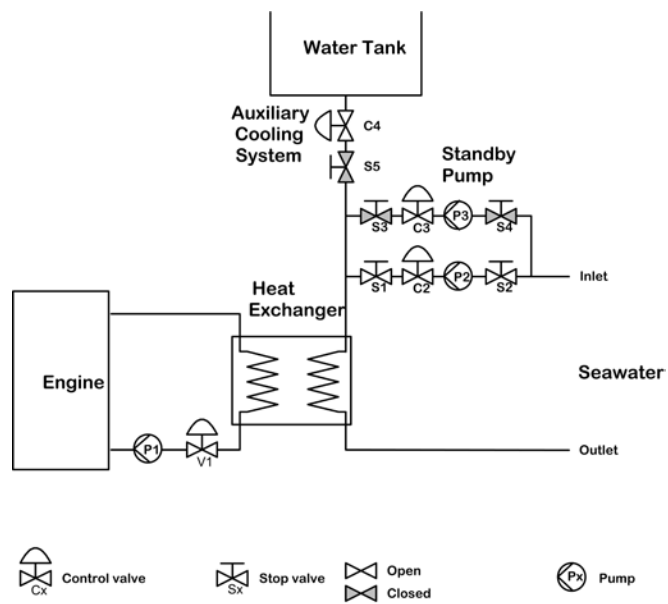 Water Tank
Auxiliary
Cooling
System
C4
S5
Standby
Pump
S3
C3
P3
S4
S1
C2
P2
S2
Inlet
Heat
Exchanger
Engine
Seawater
P1
V1
Outlet
Cx
Control valve
Sx
Stop valve
Open
Closed
Px
Pump